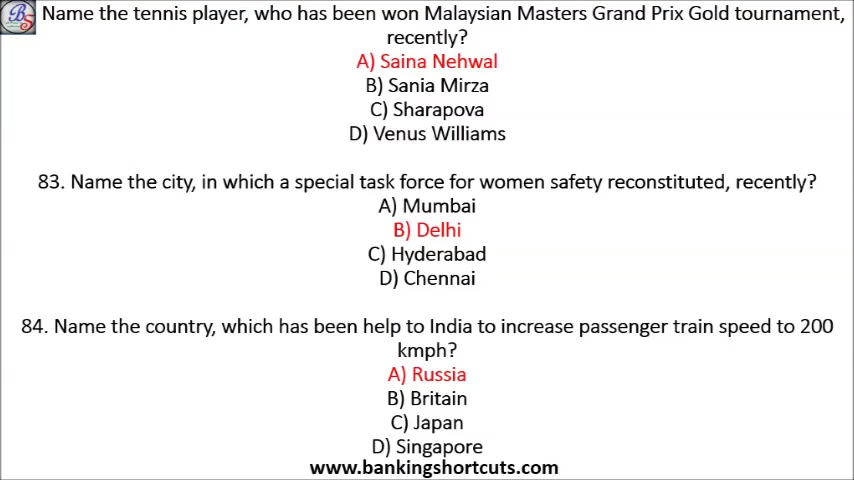 BS
Name the tennis player, who has been won Malaysian Masters Grand Prix Gold tournament,
recently?
A) Saina Nehwal
B) Sania Mirza
C) Sharapova
D) Venus Williams
83. Name the city, in which a special task force for women safety reconstituted, recently?
A) Mumbai
B) Delhi
C) Hyderabad
D) Chennai
84. Name the country, which has been help to India to increase passenger train speed to 200
kmph?
A) Russia
B) Britain
C) Japan
D) Singapore
www.bankingshortcuts.com